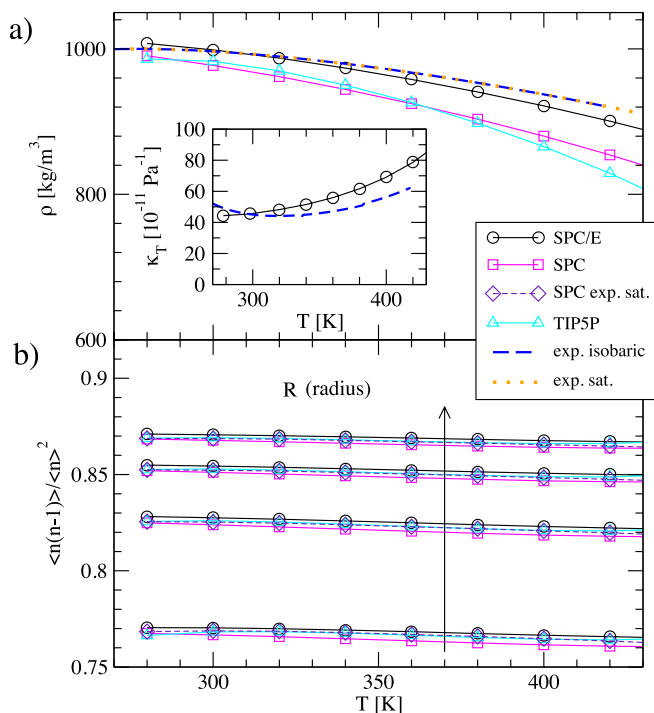 a)
1000
800
600
ρ [kg/m³]
100
80
60
40
20
0
κ_T [10⁻¹¹ Pa⁻¹]
300
400
T [K]
SPC/E
SPC
SPC exp. sat.
TIP5P
exp. isobaric
exp. sat.
b)
R (radius)
0.9
0.85
0.8
0.75
<n(n-1)>/<n>²
300
350
400
T [K]